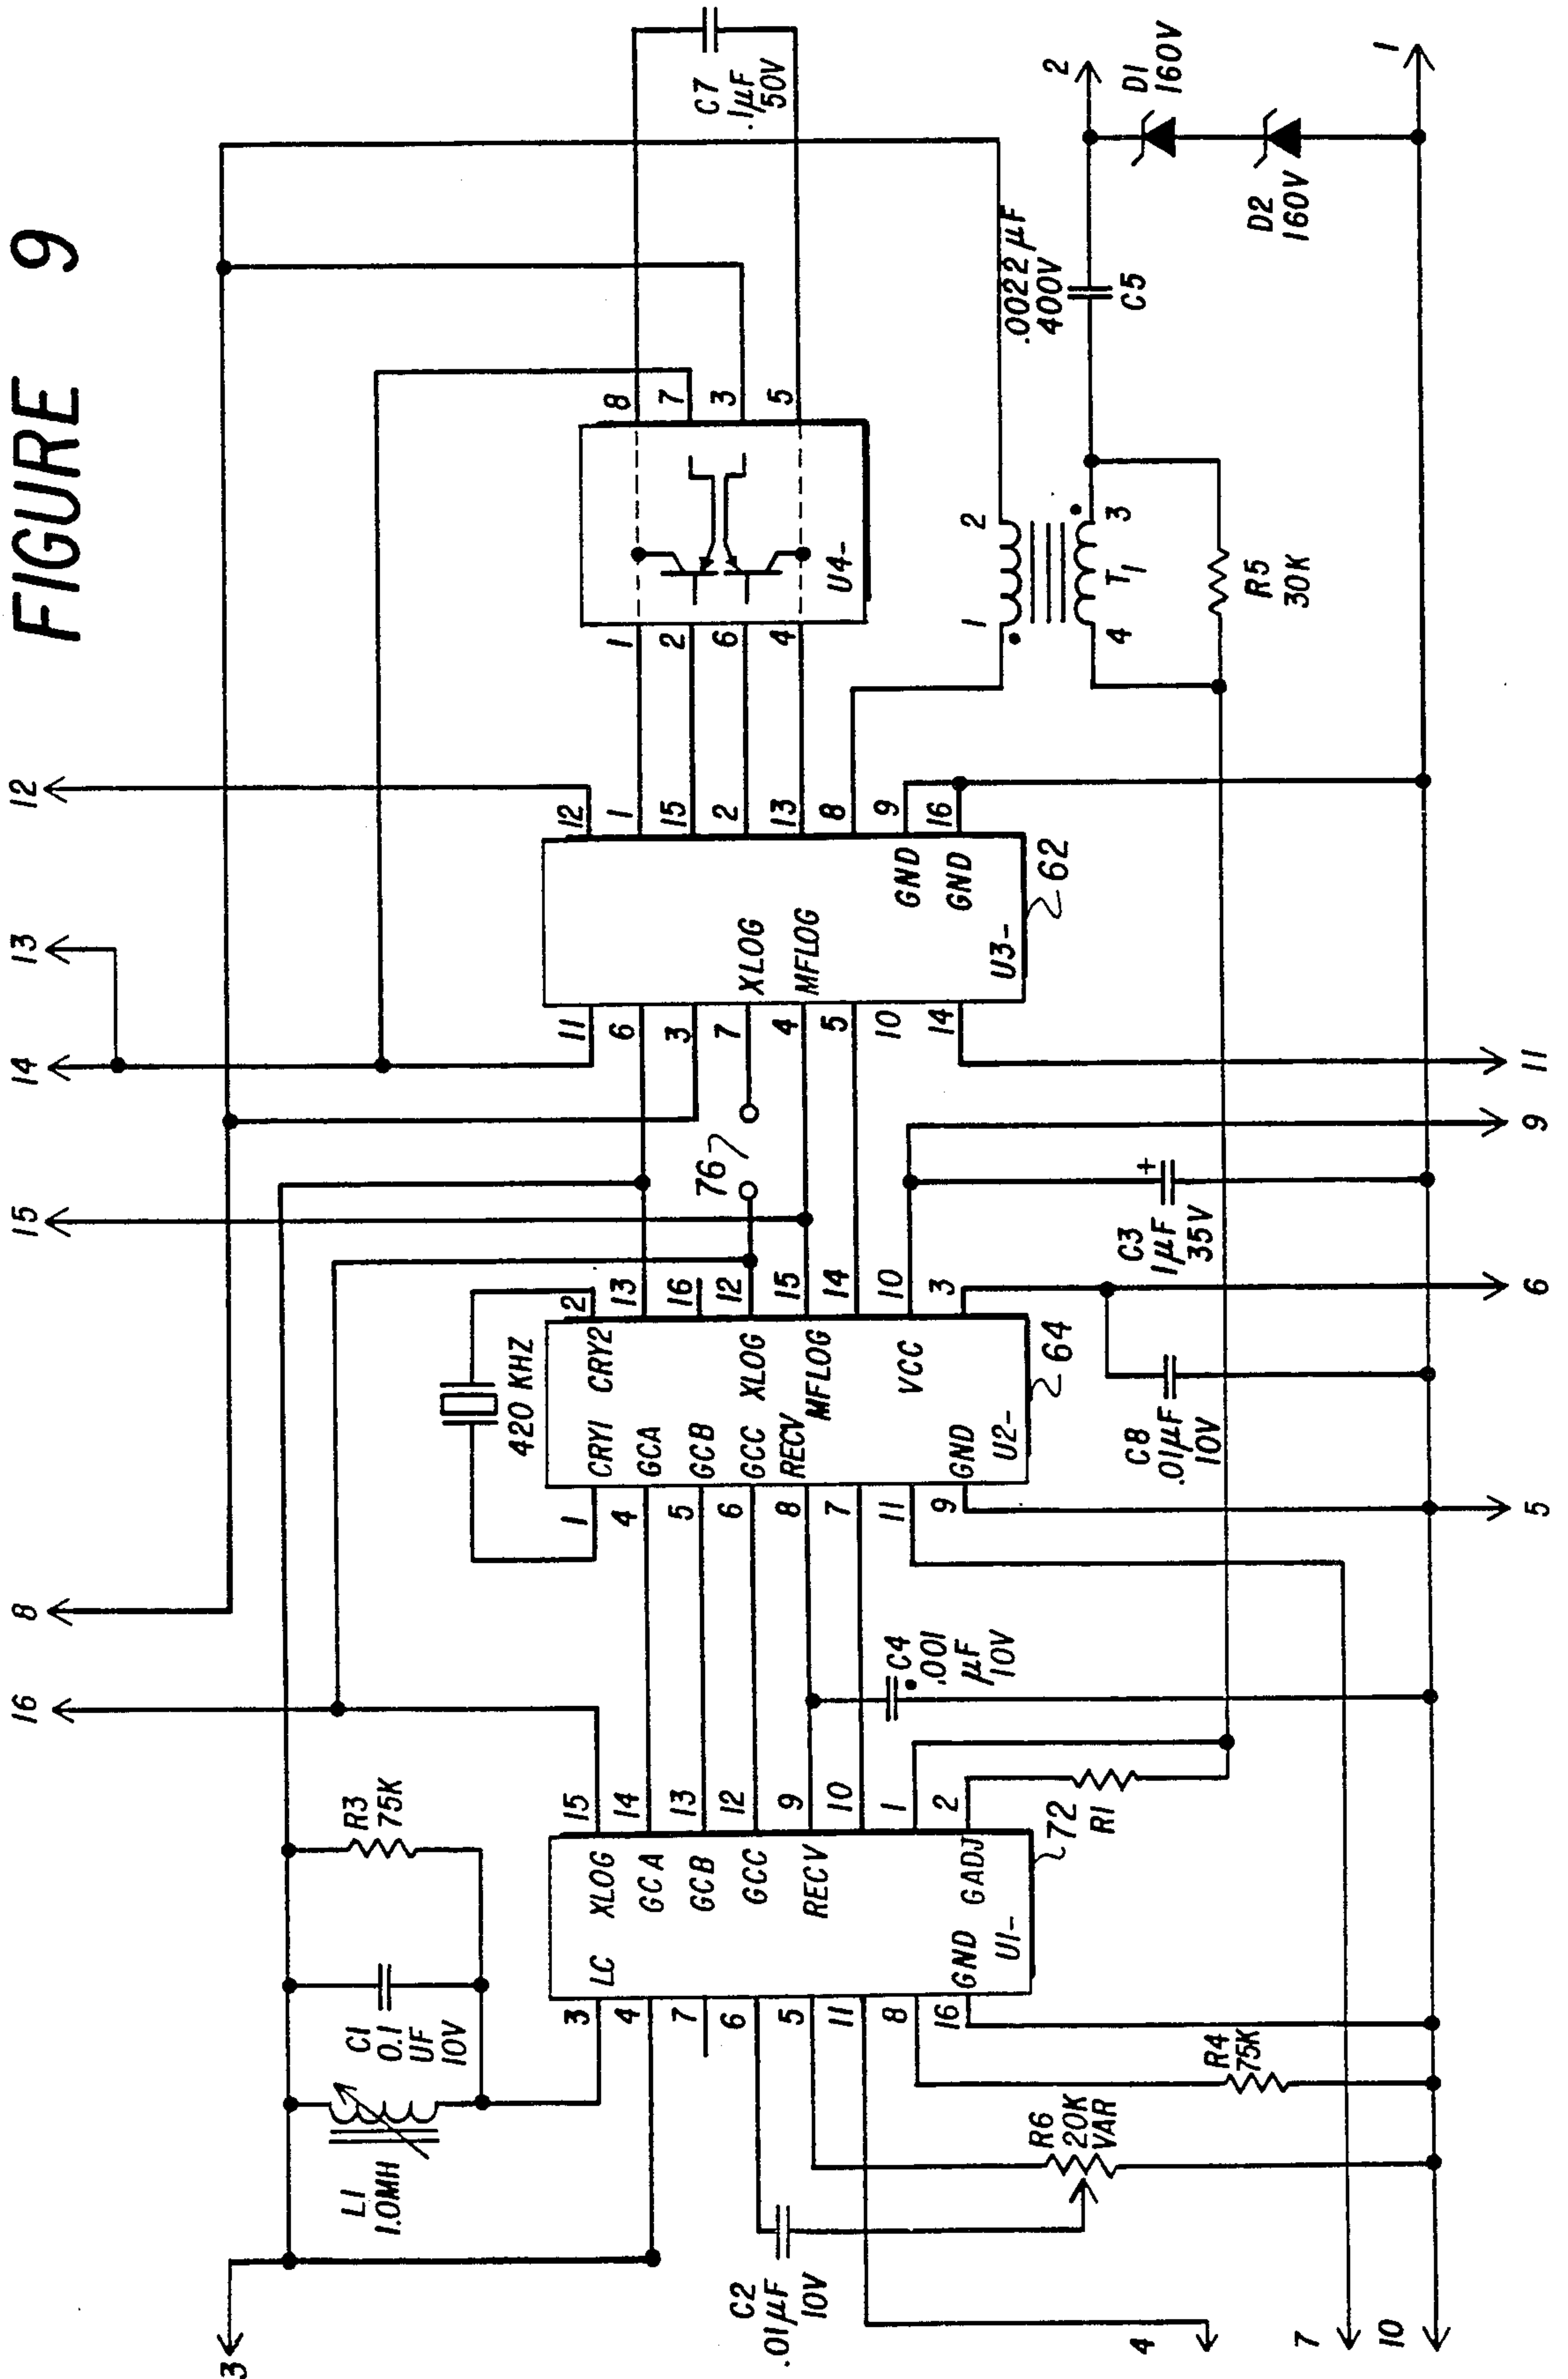 FIGURE 9
16
8
15
14
13
12
3
L1
1.0MH
C1
0.1
UF
10V
R3
75K
3
4
7
6
5
11
8
16
LC
XLOG
GCA
GCB
GCC
RECV
GND
GADJ
U1-
72
15
14
13
12
9
10
1
2
R1
C2
.01µF
10V
R6
20K
VAR
R4
75K
C4
.001
µF
10V
420 KHZ
1
4
5
6
8
7
11
9
CRY1
CRY2
GCA
GCB
GCC
XLOG
RECV
MFLOG
VCC
GND
U2-
64
2
13
16
12
15
14
10
3
76
C8
.01µF
10V
C3
1µF
35V
+
11
6
3
7
4
5
10
14
XLOG
MFLOG
GND
GND
U3-
62
12
1
15
2
13
8
9
16
1
2
6
4
U4-
8
7
3
5
C7
.1µF
50V
1
2
T1
4
3
R5
30K
.0022µF
400V
C5
2
D1
160V
D2
160V
1
4
7
10
5
6
9
11